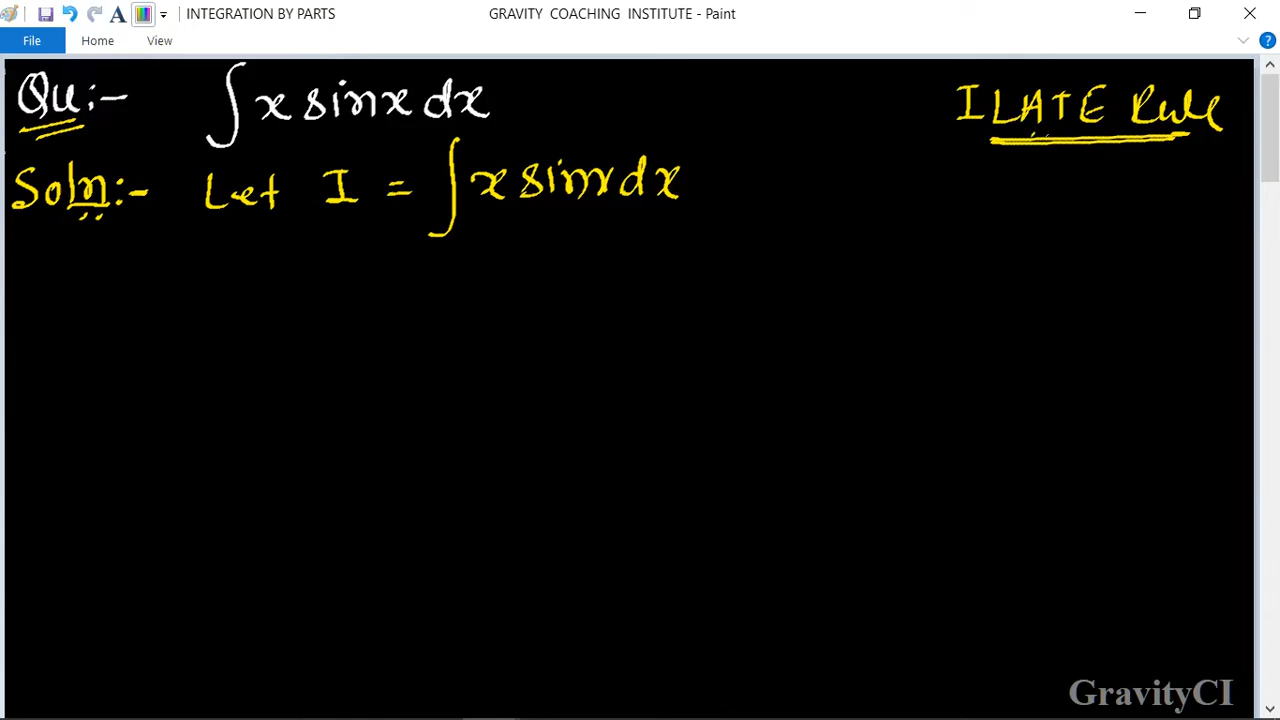 INTEGRATION BY PARTS GRAVITY COACHING INSTITUTE - Paint
File Home View
Qu:- ∫ x sinx dx
ILATE Rule
Soln:- Let I = ∫ x sinx dx
GravityCI